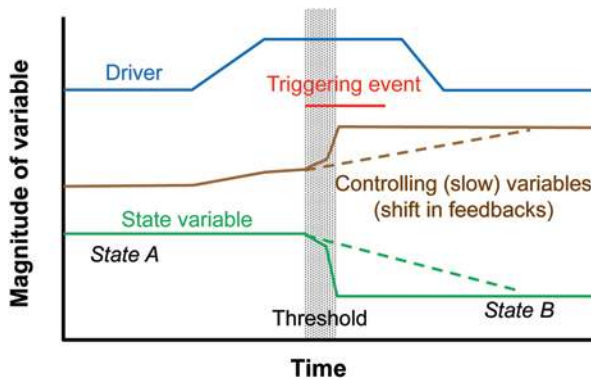 Magnitude of variable
Driver
Triggering event
Controlling (slow) variables
(shift in feedbacks)
State variable
State A
State B
Threshold
Time